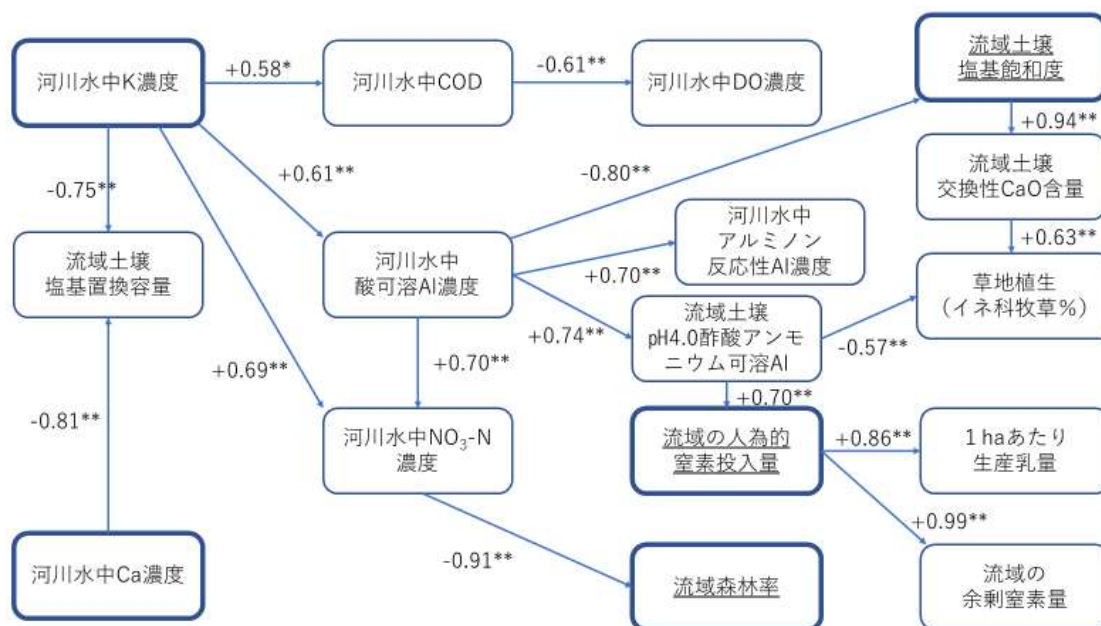 河川水中K濃度
+0.58*
河川水中COD
-0.61**
河川水中DO濃度
流域土壌
塩基飽和度
+0.94**
流域土壌
交換性CaO含量
+0.63**
草地植生
（イネ科牧草％）
-0.75**
+0.61**
-0.80**
流域土壌
塩基置換容量
河川水中
酸可溶Al濃度
河川水中
アルミノン
反応性Al濃度
+0.70**
+0.74**
流域土壌
pH4.0酢酸アンモ
ニウム可溶Al
-0.57**
+0.69**
+0.70**
+0.70**
-0.81**
河川水中NO₃-N
濃度
流域の人為的
窒素投入量
+0.86**
１haあたり
生産乳量
+0.99**
河川水中Ca濃度
-0.91**
流域森林率
流域の
余剰窒素量